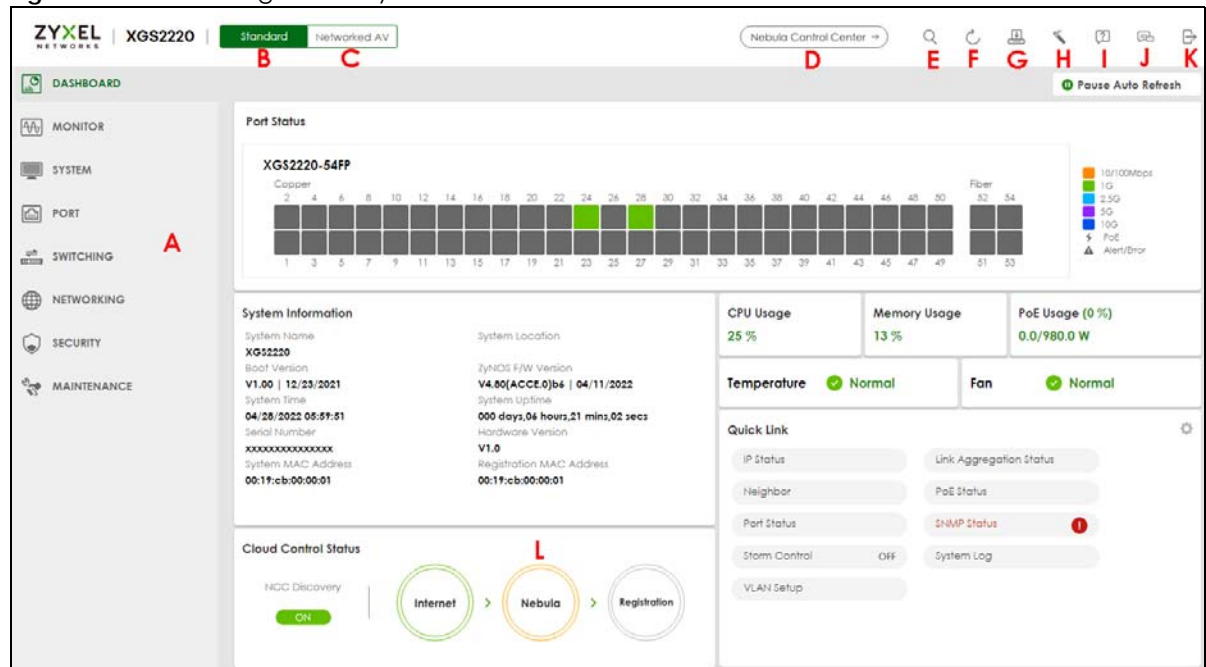 ZYXEL NETWORKS | XGS2220 | Standard Networked AV Nebula Control Center →
B C D E F G H I J K
DASHBOARD
Pause Auto Refresh
MONITOR
SYSTEM
PORT
SWITCHING
NETWORKING
SECURITY
MAINTENANCE
A
Port Status
XGS2220-54FP
Copper Fiber
2 4 6 8 10 12 14 16 18 20 22 24 26 28 30 32 34 36 38 40 42 44 46 48 50 52 54
1 3 5 7 9 11 13 15 17 19 21 23 25 27 29 31 33 35 37 39 41 43 45 47 49 51 53
10/100Mbps
1G
2.5G
5G
10G
PoE
Alert/Error
System Information
System Name System Location
XGS2220
Boot Version ZyNOS F/W Version
V1.00 | 12/23/2021 V4.80(ACCE.0)b6 | 04/11/2022
System Time System Uptime
04/28/2022 05:59:51 000 days,06 hours,21 mins,02 secs
Serial Number Hardware Version
xxxxxxxxxxxxxxx V1.0
System MAC Address Registration MAC Address
00:19:cb:00:00:01 00:19:cb:00:00:01
CPU Usage Memory Usage PoE Usage (0 %)
25 % 13 % 0.0/980.0 W
Temperature Normal Fan Normal
Quick Link
IP Status Link Aggregation Status
Neighbor PoE Status
Port Status SNMP Status !
Storm Control OFF System Log
VLAN Setup
Cloud Control Status
L
NCC Discovery
ON
Internet > Nebula > Registration